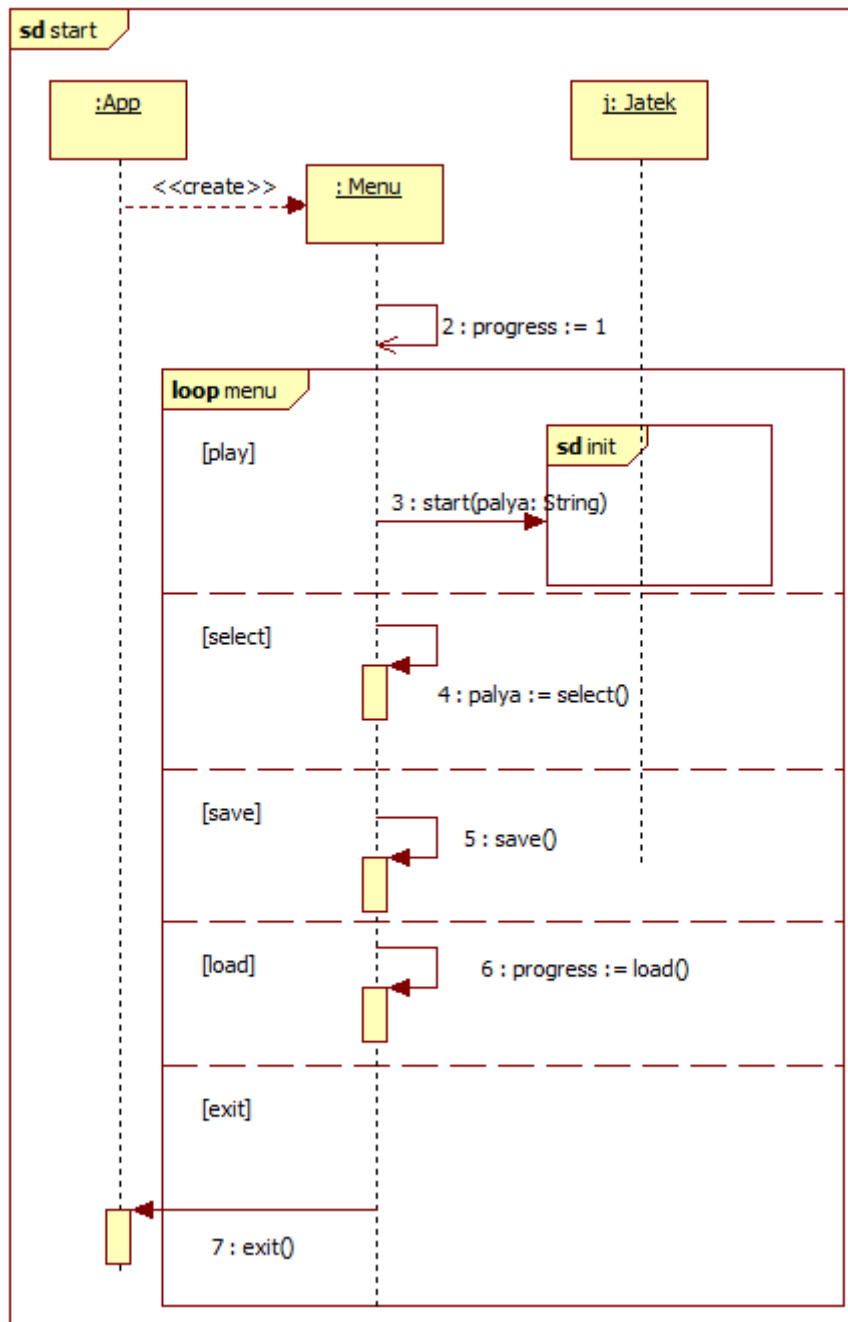 sd start
:App
j: Jatek
<<create>>
: Menu
2 : progress := 1
loop menu
[play]
sd init
3 : start(palya: String)
[select]
4 : palya := select()
[save]
5 : save()
[load]
6 : progress := load()
[exit]
7 : exit()